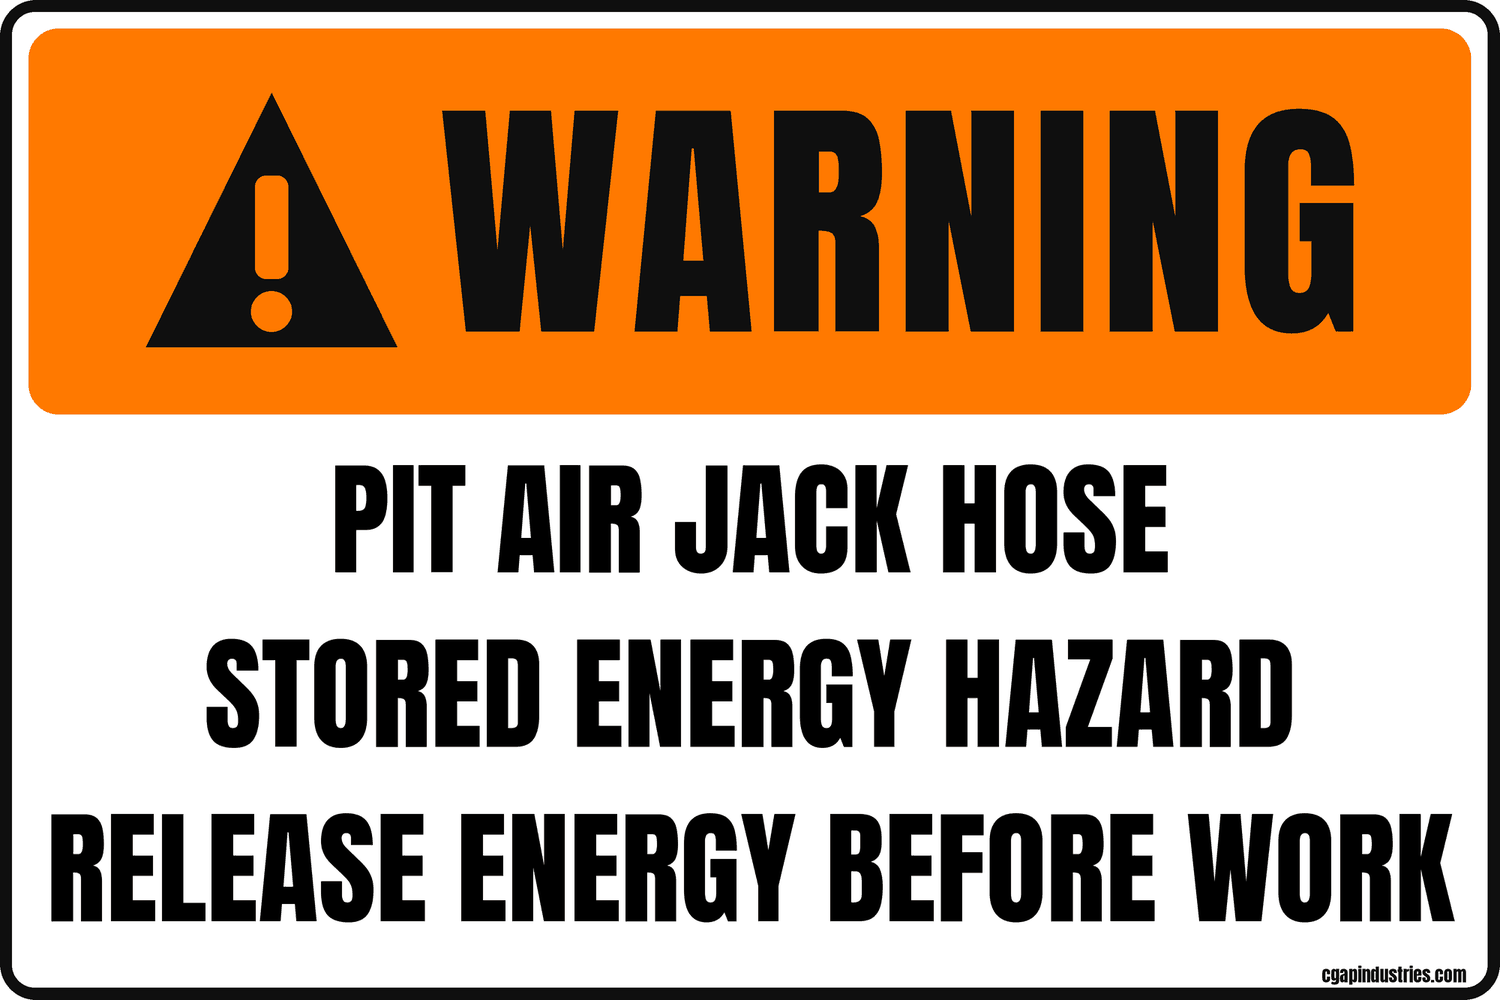 WARNING
PIT AIR JACK HOSE
STORED ENERGY HAZARD
RELEASE ENERGY BEFORE WORK
cgapindustries.com